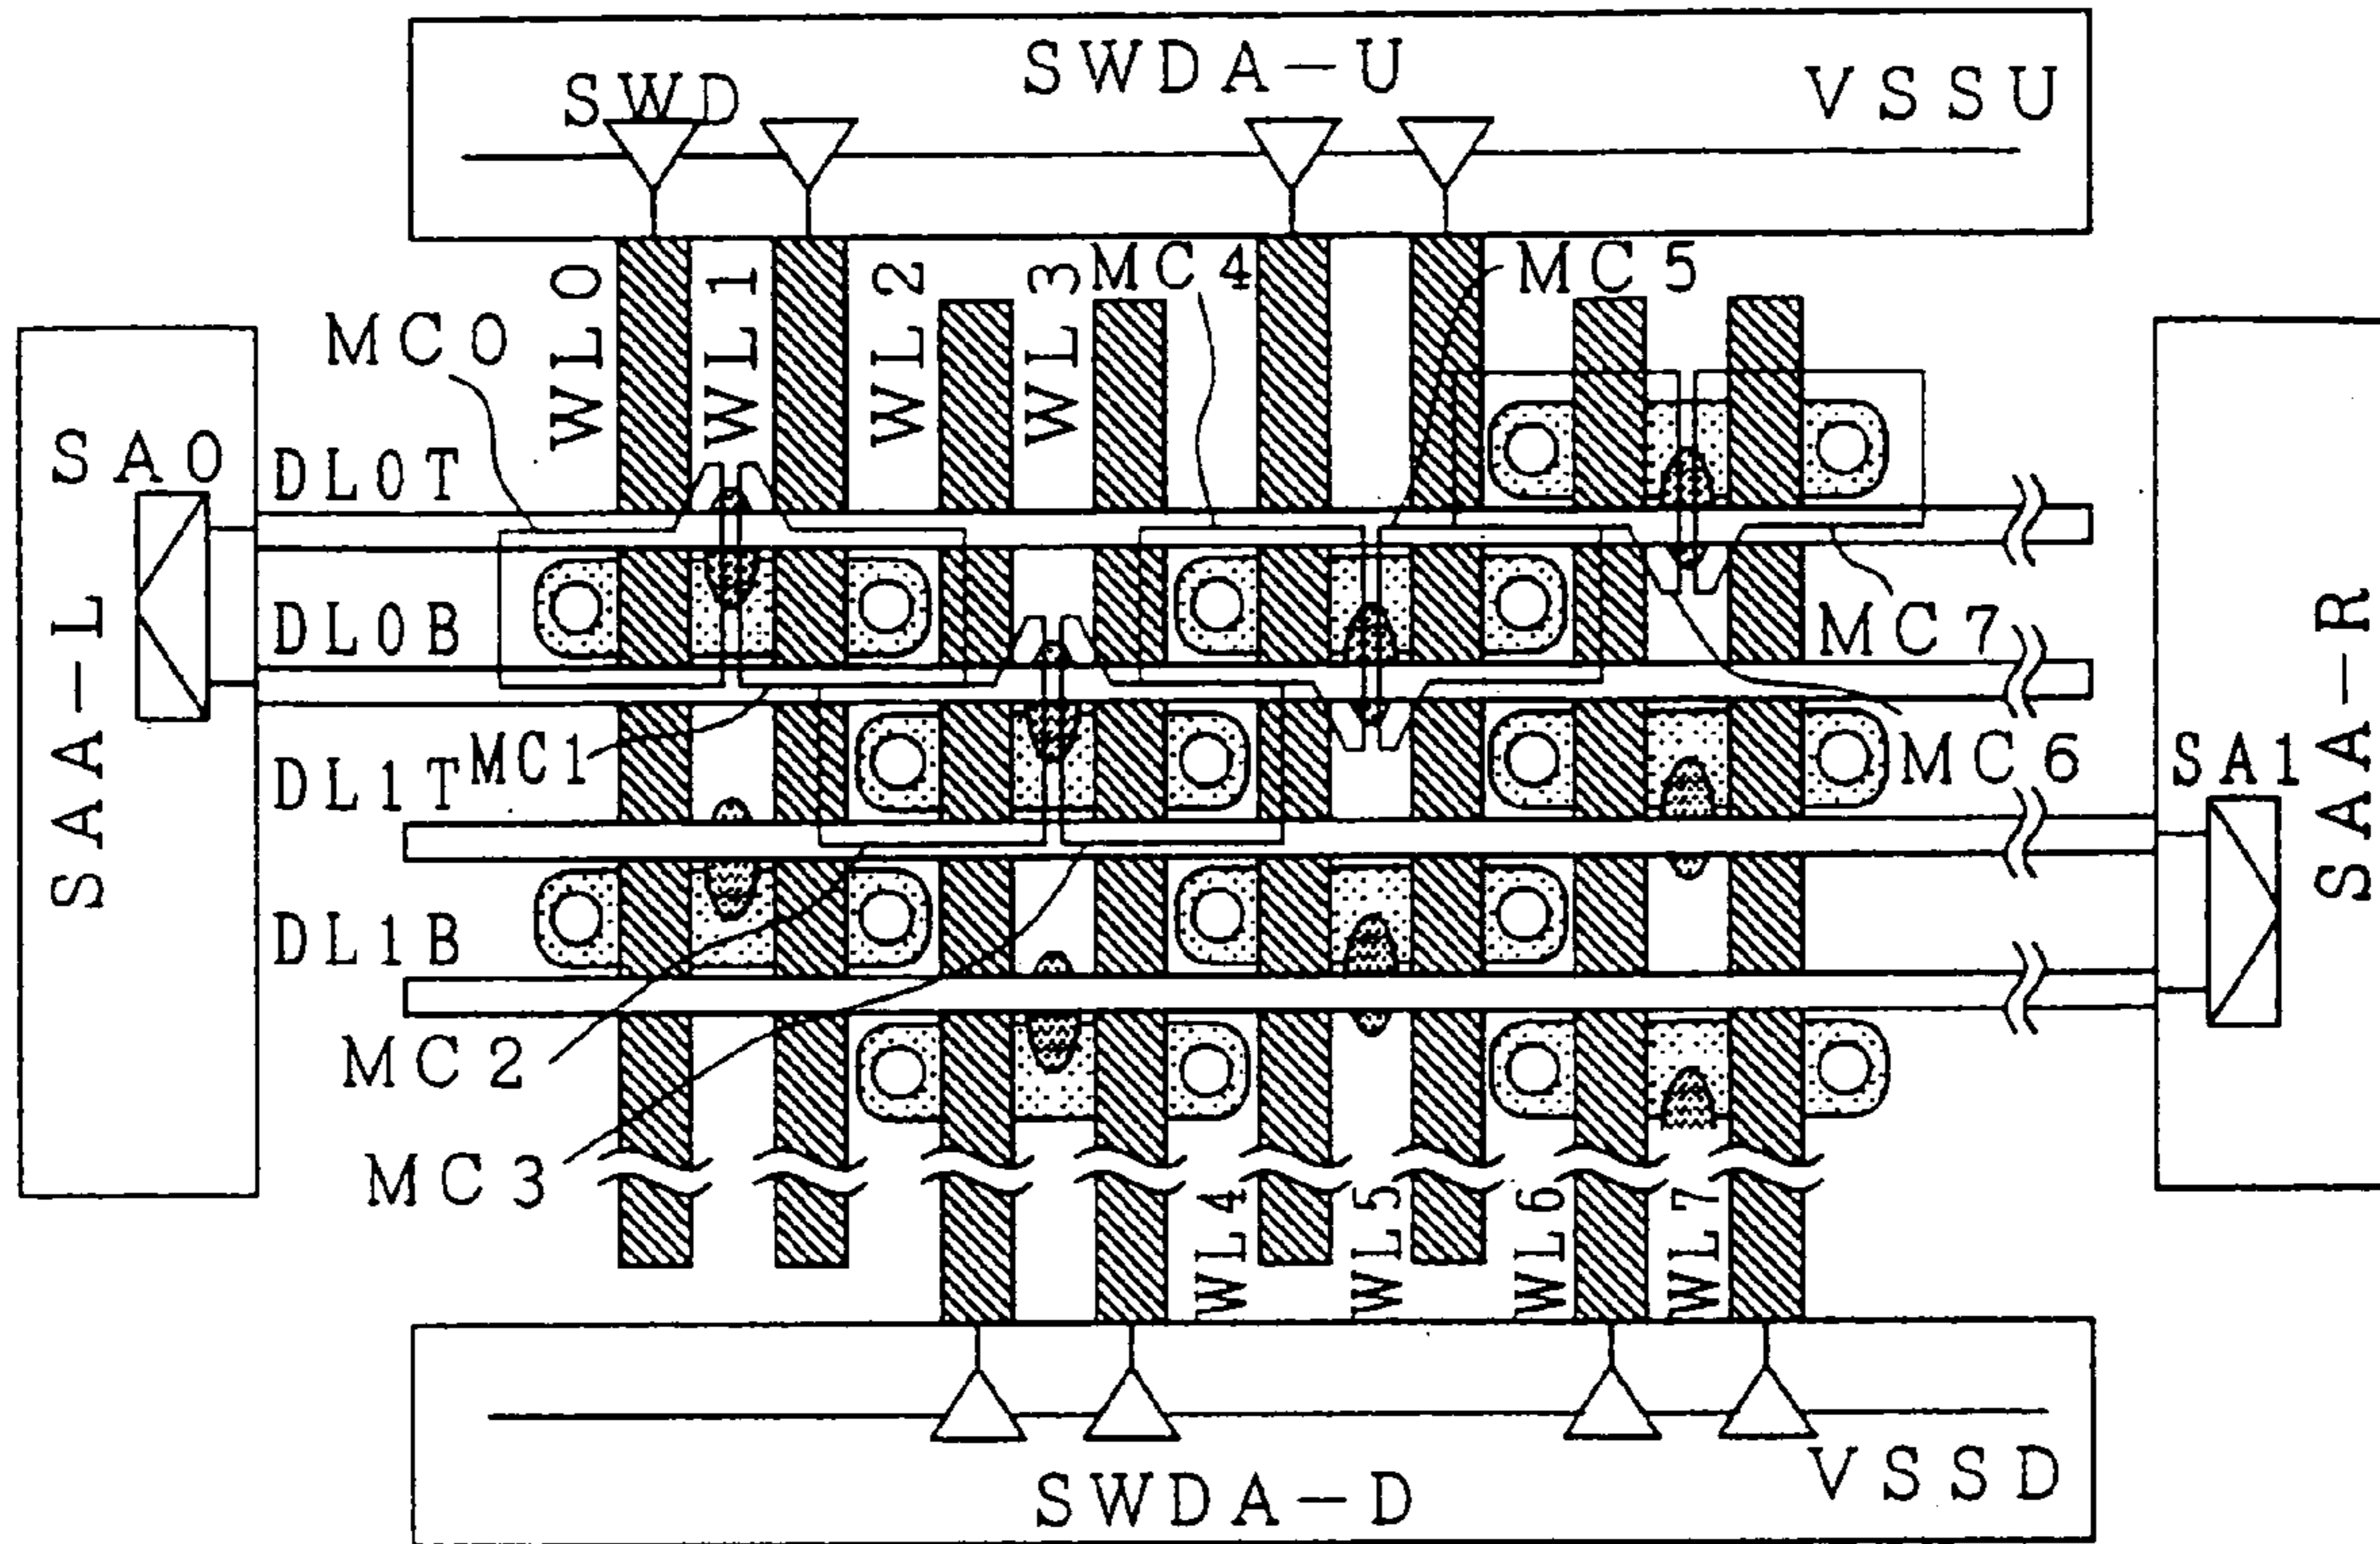 SWDA-U
SWD
VSSU
WL0
WL1
WL2
WL3
MC4
MC5
MC0
SA0
DL0T
SAA-L
DL0B
MC7
SAA-R
DL1T
MC1
MC6
SA1
DL1B
MC2
MC3
WL4
WL5
WL6
WL7
VSSD
SWDA-D